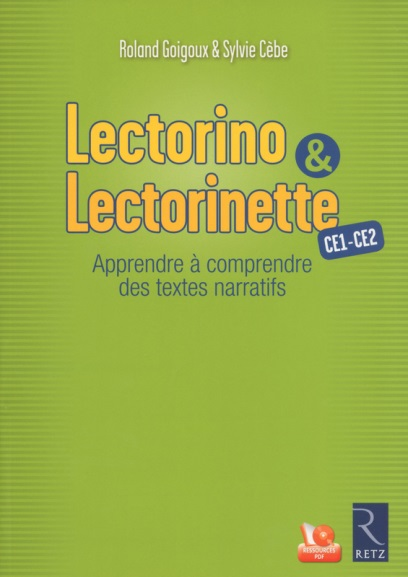 Roland Goigoux & Sylvie Cèbe
Lectorino &
Lectorinette
CE1-CE2
Apprendre à comprendre
des textes narratifs
RESSOURCES
PDF
RETZ